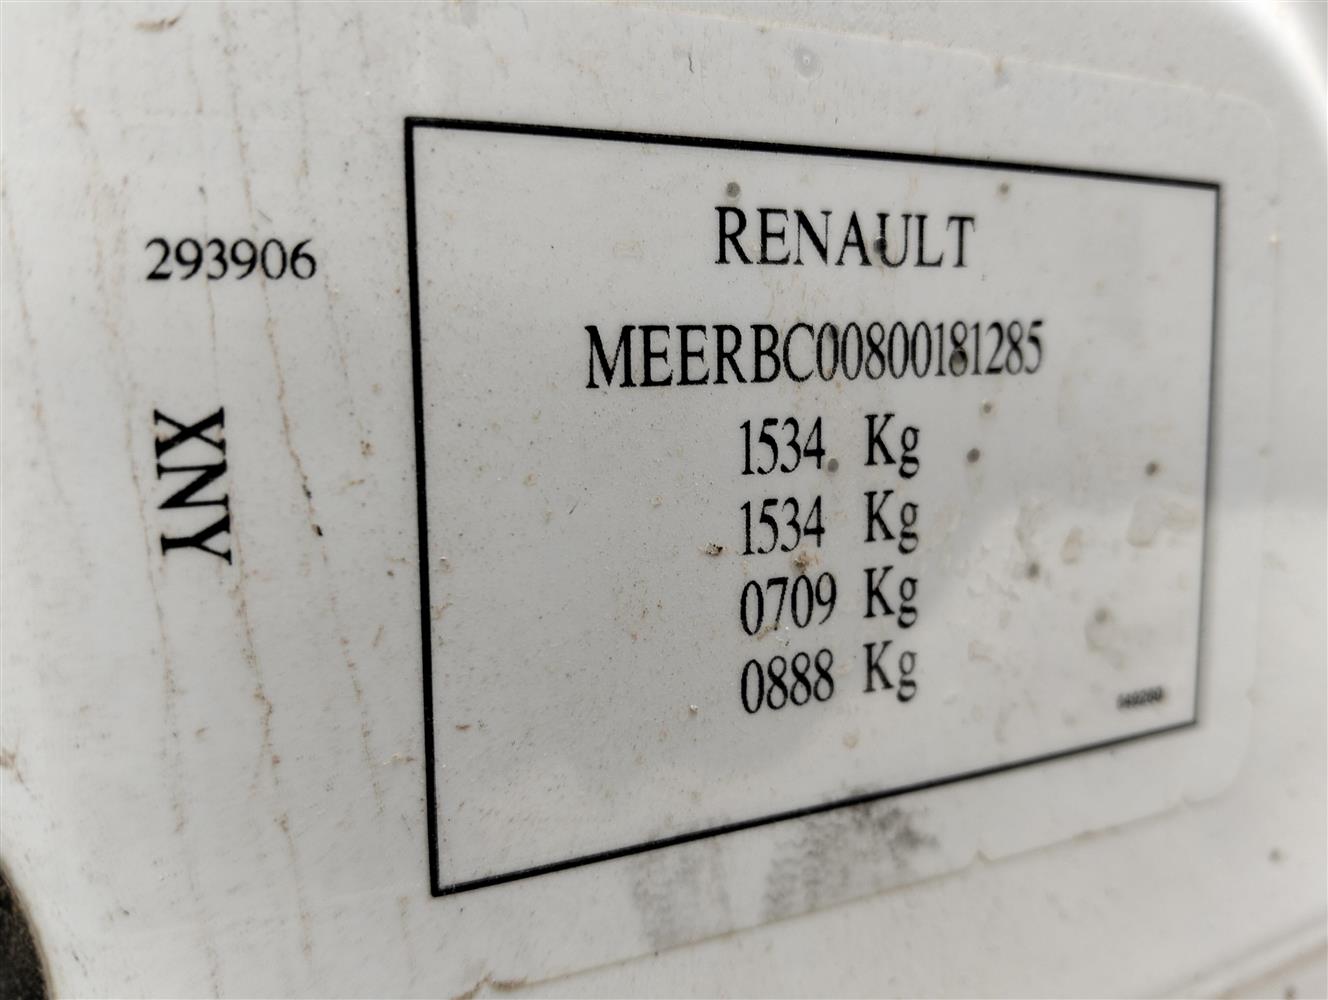 293906
XNY
RENAULT
MEERBC00800181285
1534 Kg
1534 Kg
0709 Kg
0888 Kg